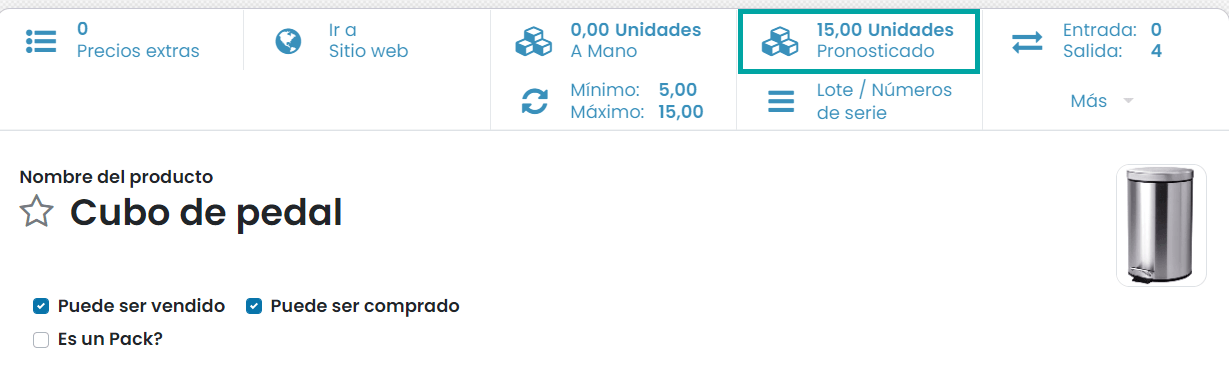 0
Precios extras
Ir a
Sitio web
0,00 Unidades
A Mano
15,00 Unidades
Pronosticado
Entrada: 0
Salida: 4
Mínimo: 5,00
Máximo: 15,00
Lote / Números
de serie
Más
Nombre del producto
Cubo de pedal
Puede ser vendido Puede ser comprado
Es un Pack?